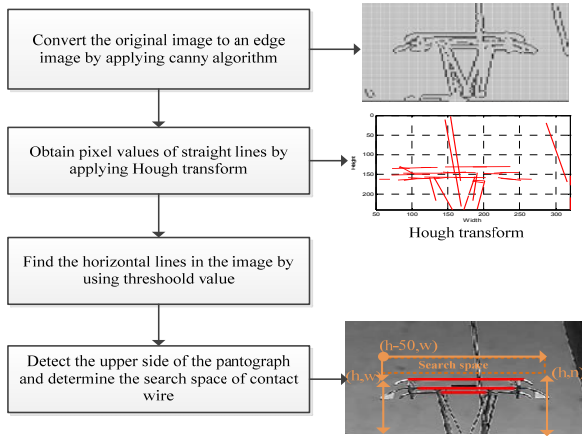 Convert the original image to an edge
image by applying canny algorithm
Obtain pixel values of straight lines by
applying Hough transform
0
50
100
150
200
Height
50
100
150
200
250
300
Width
Hough transform
Find the horizontal lines in the image by
using threshoold value
Detect the upper side of the pantograph
and determine the search space of contact
wire
(h-50,w)
Search space
(h,w)
(h,n)